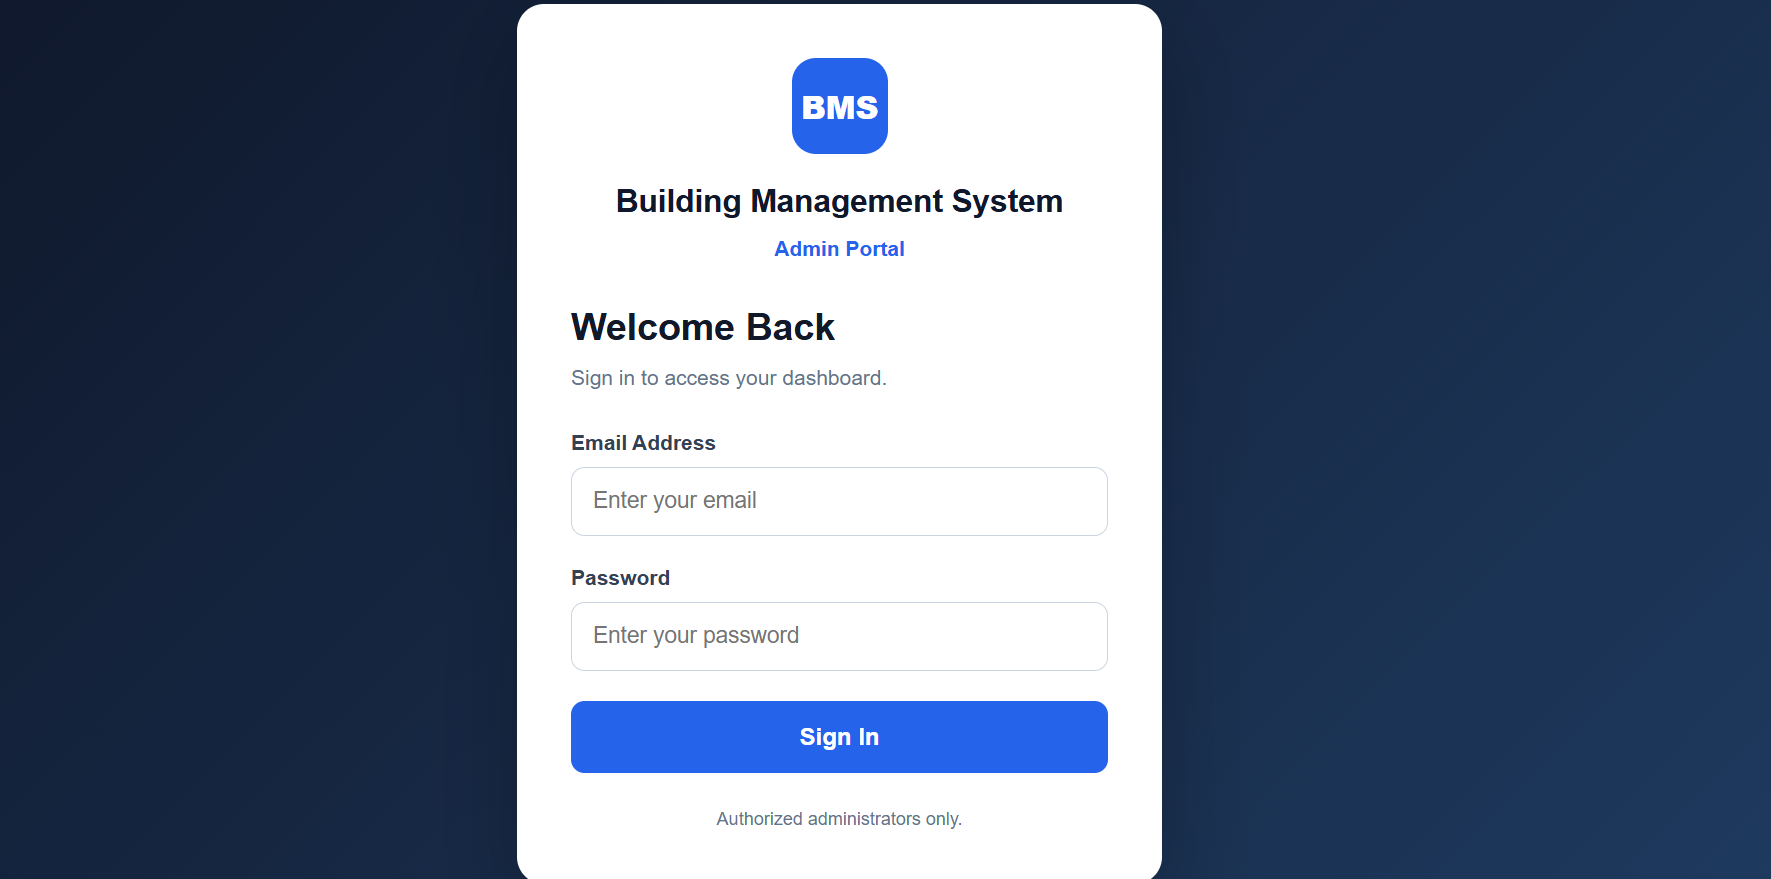 BMS
Building Management System
Admin Portal
Welcome Back
Sign in to access your dashboard.
Email Address
Enter your email
Password
Enter your password
Sign In
Authorized administrators only.